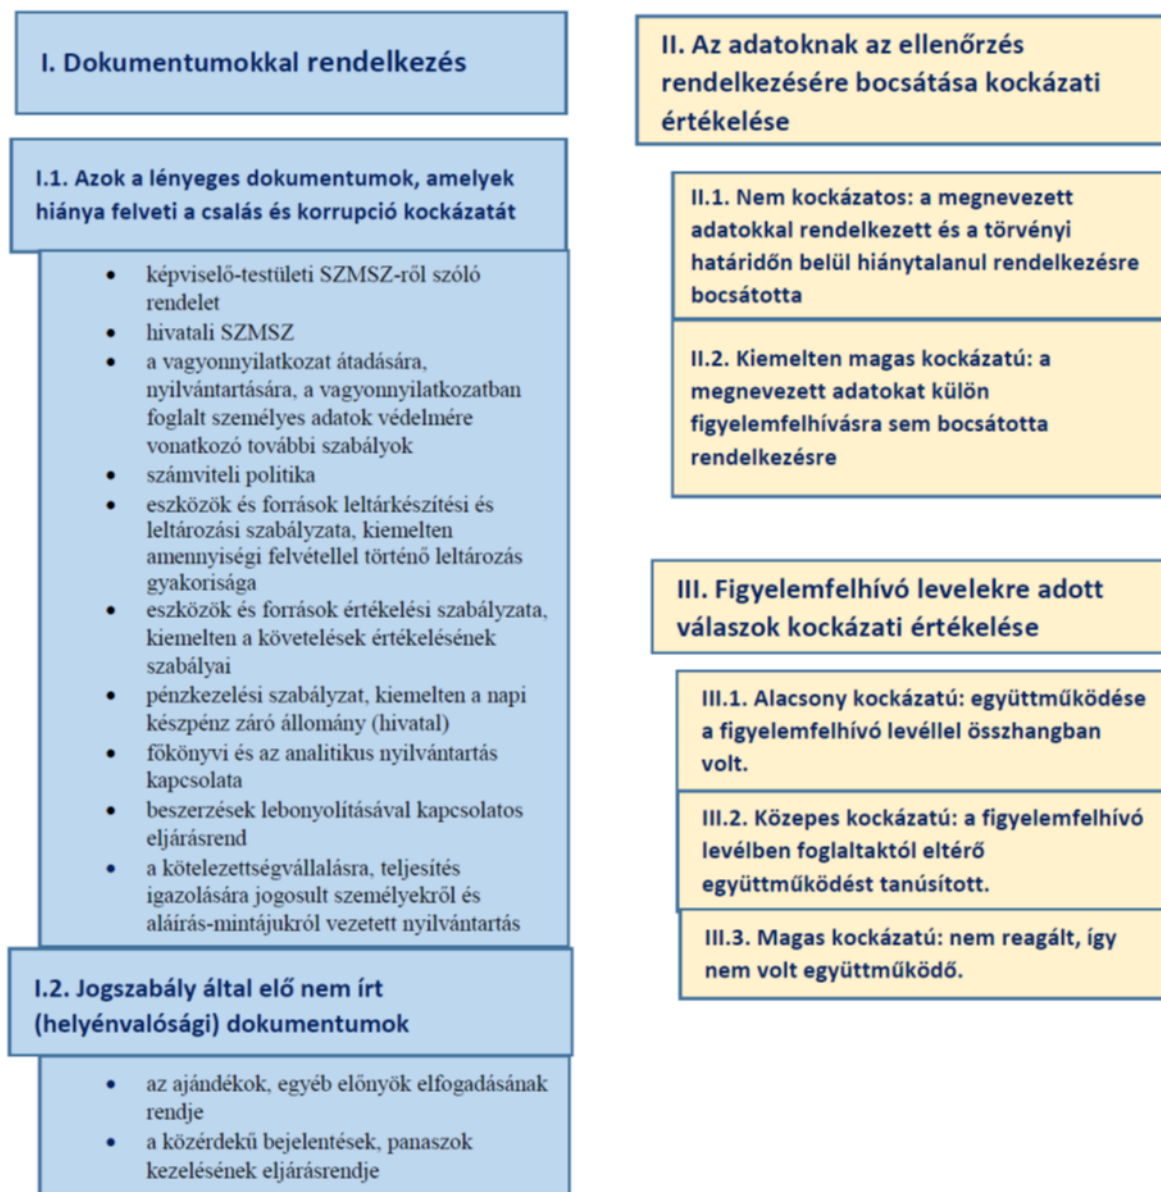 I. Dokumentumokkal rendelkezés
I.1. Azok a lényeges dokumentumok, amelyek
hiánya felveti a csalás és korrupció kockázatát
• képviselő-testületi SZMSZ-ről szóló
rendelet
• hivatali SZMSZ
• a vagyonnyilatkozat átadására,
nyilvántartására, a vagyonnyilatkozatban
foglalt személyes adatok védelmére
vonatkozó további szabályok
• számviteli politika
• eszközök és források leltárkészítési és
leltározási szabályzata, kiemelten
amennyiségi felvétellel történő leltározás
gyakorisága
• eszközök és források értékelési szabályzata,
kiemelten a követelések értékelésének
szabályai
• pénzkezelési szabályzat, kiemelten a napi
készpénz záró állomány (hivatal)
• főkönyvi és az analitikus nyilvántartás
kapcsolata
• beszerzések lebonyolításával kapcsolatos
eljárásrend
• a kötelezettségvállalásra, teljesítés
igazolására jogosult személyekről és
aláírás-mintájukról vezetett nyilvántartás
I.2. Jogszabály által elő nem írt
(helyénvalósági) dokumentumok
• az ajándékok, egyéb előnyök elfogadásának
rendje
• a közérdekű bejelentések, panaszok
kezelésének eljárásrendje
II. Az adatoknak az ellenőrzés
rendelkezésére bocsátása kockázati
értékelése
II.1. Nem kockázatos: a megnevezett
adatokkal rendelkezett és a törvényi
határidőn belül hiánytalanul rendelkezésre
bocsátotta
II.2. Kiemelten magas kockázatú: a
megnevezett adatokat külön
figyelemfelhívásra sem bocsátotta
rendelkezésre
III. Figyelemfelhívó levelekre adott
válaszok kockázati értékelése
III.1. Alacsony kockázatú: együttműködése
a figyelemfelhívó levéllel összhangban
volt.
III.2. Közepes kockázatú: a figyelemfelhívó
levélben foglaltaktól eltérő
együttműködést tanúsított.
III.3. Magas kockázatú: nem reagált, így
nem volt együttműködő.